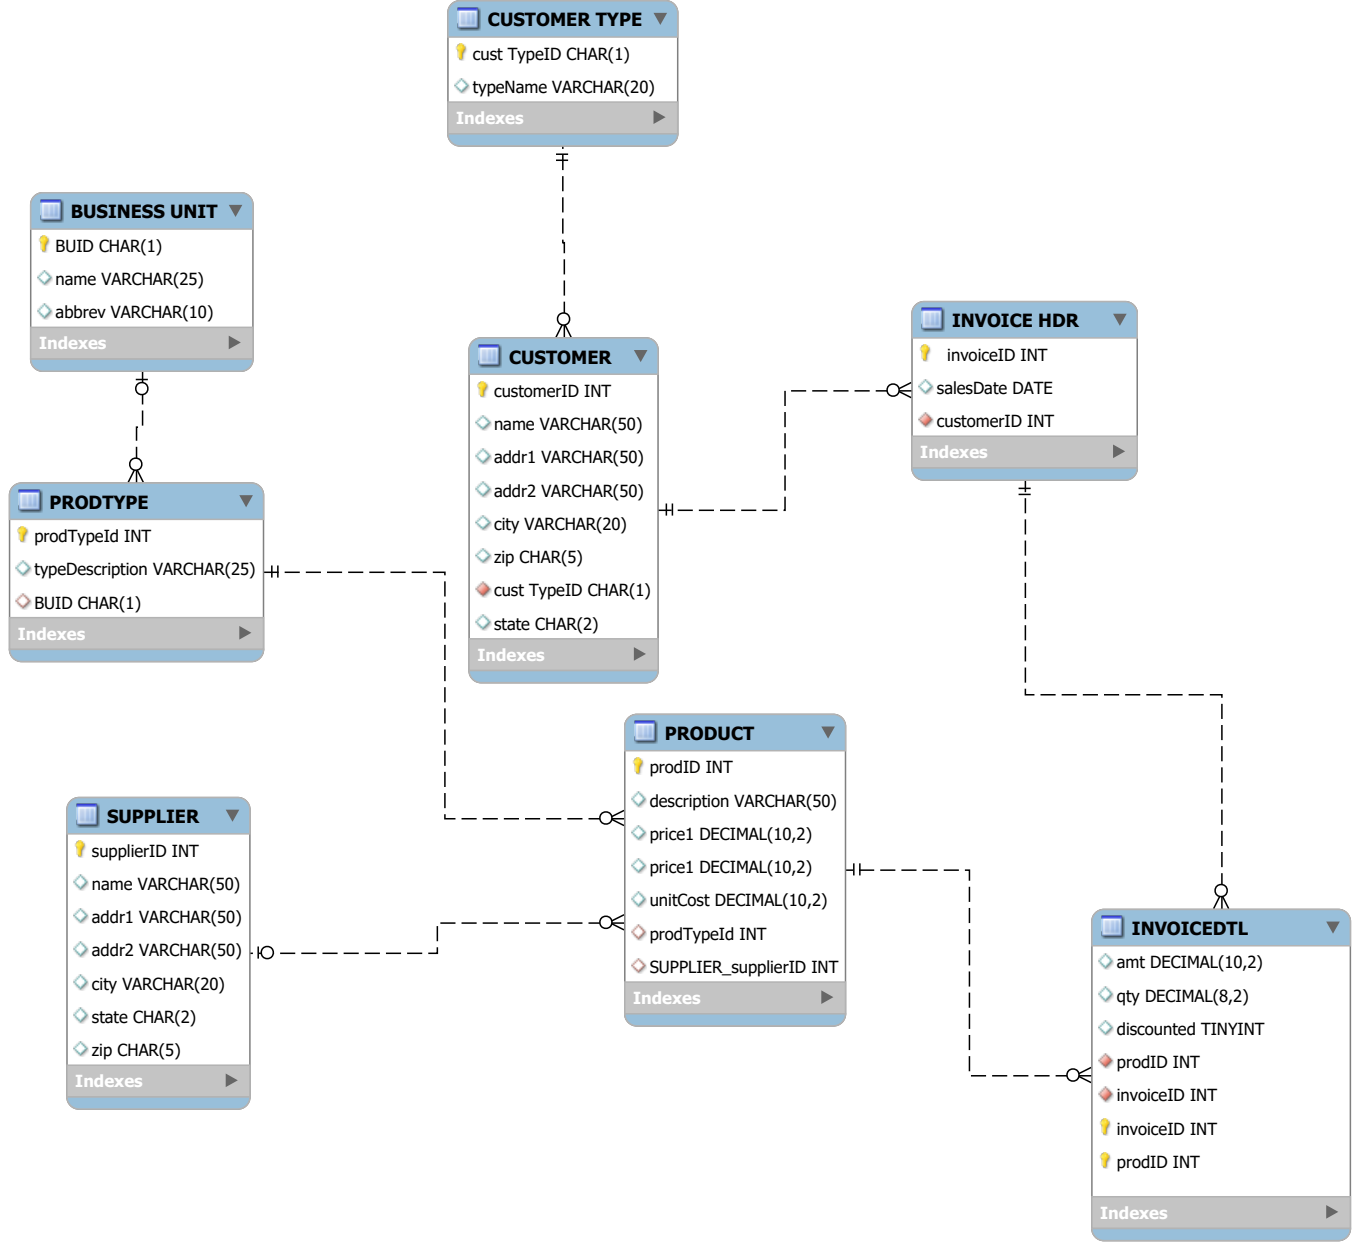 CUSTOMER TYPE
cust TypeID CHAR(1)
typeName VARCHAR(20)
Indexes
BUSINESS UNIT
BUID CHAR(1)
name VARCHAR(25)
abbrev VARCHAR(10)
Indexes
CUSTOMER
customerID INT
name VARCHAR(50)
addr1 VARCHAR(50)
addr2 VARCHAR(50)
city VARCHAR(20)
zip CHAR(5)
cust TypeID CHAR(1)
state CHAR(2)
Indexes
INVOICE HDR
invoiceID INT
salesDate DATE
customerID INT
Indexes
PRODTYPE
prodTypeId INT
typeDescription VARCHAR(25)
BUID CHAR(1)
Indexes
PRODUCT
prodID INT
description VARCHAR(50)
price1 DECIMAL(10,2)
price1 DECIMAL(10,2)
unitCost DECIMAL(10,2)
prodTypeId INT
SUPPLIER_supplierID INT
Indexes
SUPPLIER
supplierID INT
name VARCHAR(50)
addr1 VARCHAR(50)
addr2 VARCHAR(50)
city VARCHAR(20)
state CHAR(2)
zip CHAR(5)
Indexes
INVOICEDTL
amt DECIMAL(10,2)
qty DECIMAL(8,2)
discounted TINYINT
prodID INT
invoiceID INT
invoiceID INT
prodID INT
Indexes